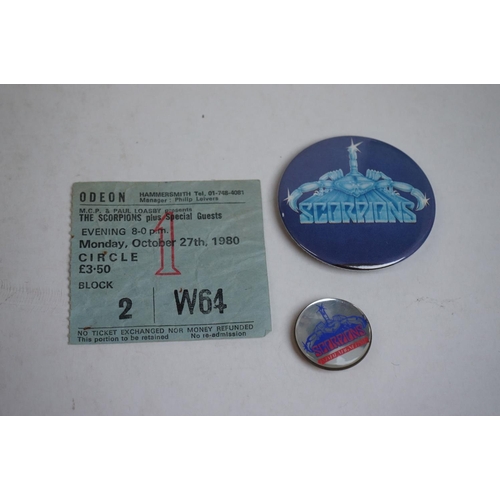 ODEON HAMMERSMITH Tel. 01-748-4081
Manager: Philip Leivers
M.C.P. & PAUL LOASBY presents
THE SCORPIONS plus Special Guests
EVENING 8-0 p.m.
Monday, October 27th, 1980
1
CIRCLE
£3·50
BLOCK
2 W64
NO TICKET EXCHANGED NOR MONEY REFUNDED
This portion to be retained No re-admission
SCORPIONS
SCORPIONS